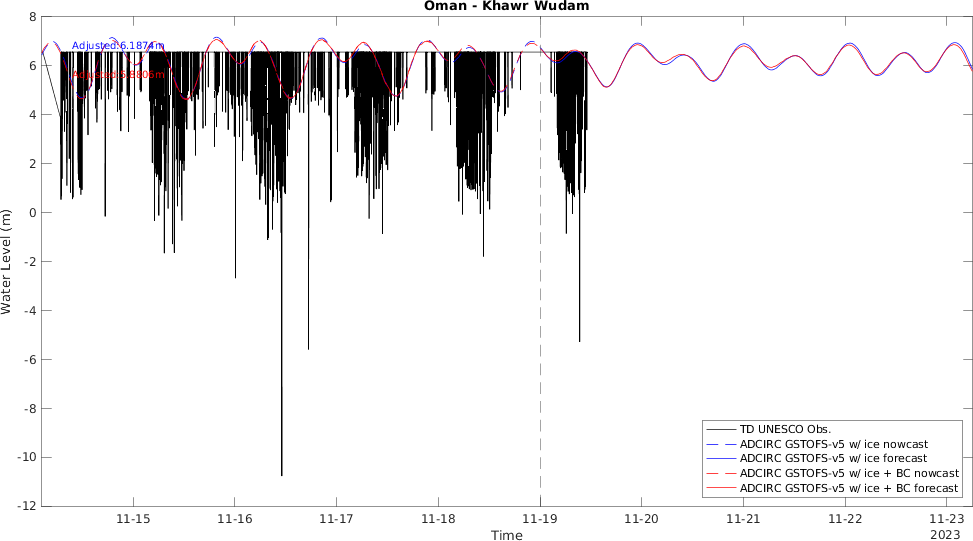 Oman - Khawr Wudam
8
6
4
2
0
-2
-4
-6
-8
-10
-12
Water Level (m)
Adjusted:6.1874m
TD UNESCO Obs.
ADCIRC GSTOFS-v5 w/ ice nowcast
ADCIRC GSTOFS-v5 w/ ice forecast
ADCIRC GSTOFS-v5 w/ ice + BC nowcast
ADCIRC GSTOFS-v5 w/ ice + BC forecast
11-15 11-16 11-17 11-18 11-19 11-20 11-21 11-22 11-23
Time
2023